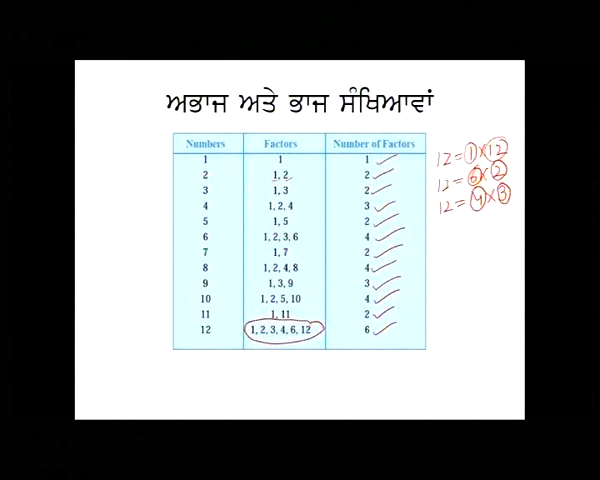 ਅਭਾਜ ਅਤੇ ਭਾਜ ਸੰਖਿਆਵਾਂ
Numbers Factors Number of Factors
1 1 1
2 1, 2 2
3 1, 3 2
4 1, 2, 4 3
5 1, 5 2
6 1, 2, 3, 6 4
7 1, 7 2
8 1, 2, 4, 8 4
9 1, 3, 9 3
10 1, 2, 5, 10 4
11 1, 11 2
12 1, 2, 3, 4, 6, 12 6
12 = 1 × 12
12 = 6 × 2
12 = 4 × 3